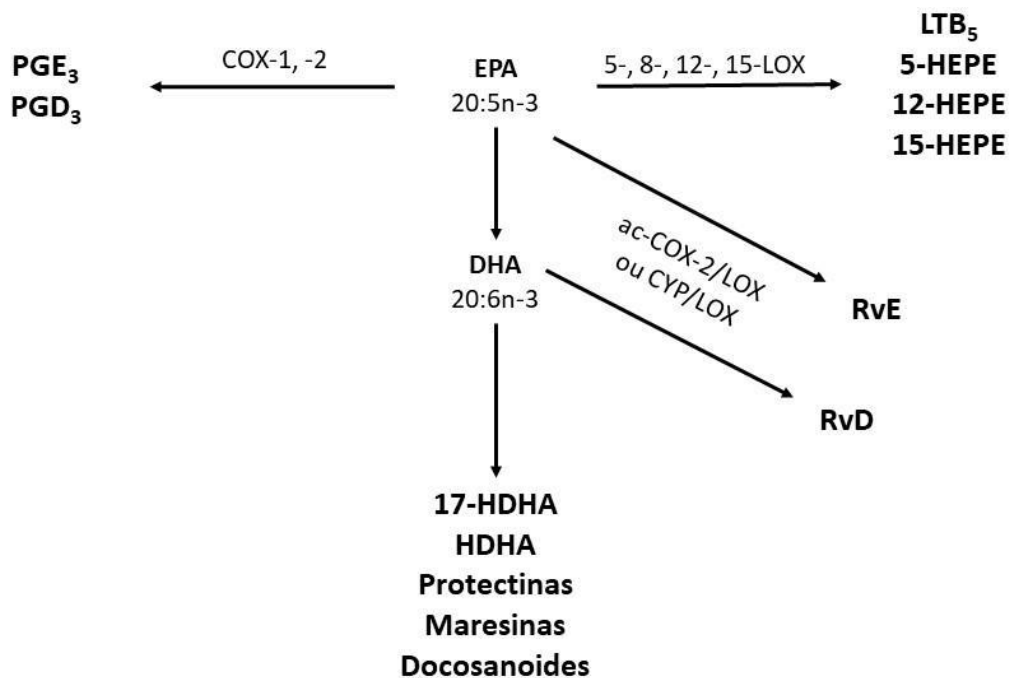 PGE₃
PGD₃
COX-1, -2
EPA
20:5n-3
5-, 8-, 12-, 15-LOX
LTB₅
5-HEPE
12-HEPE
15-HEPE
ac-COX-2/LOX
ou CYP/LOX
DHA
20:6n-3
RvE
RvD
17-HDHA
HDHA
Protectinas
Maresinas
Docosanoides